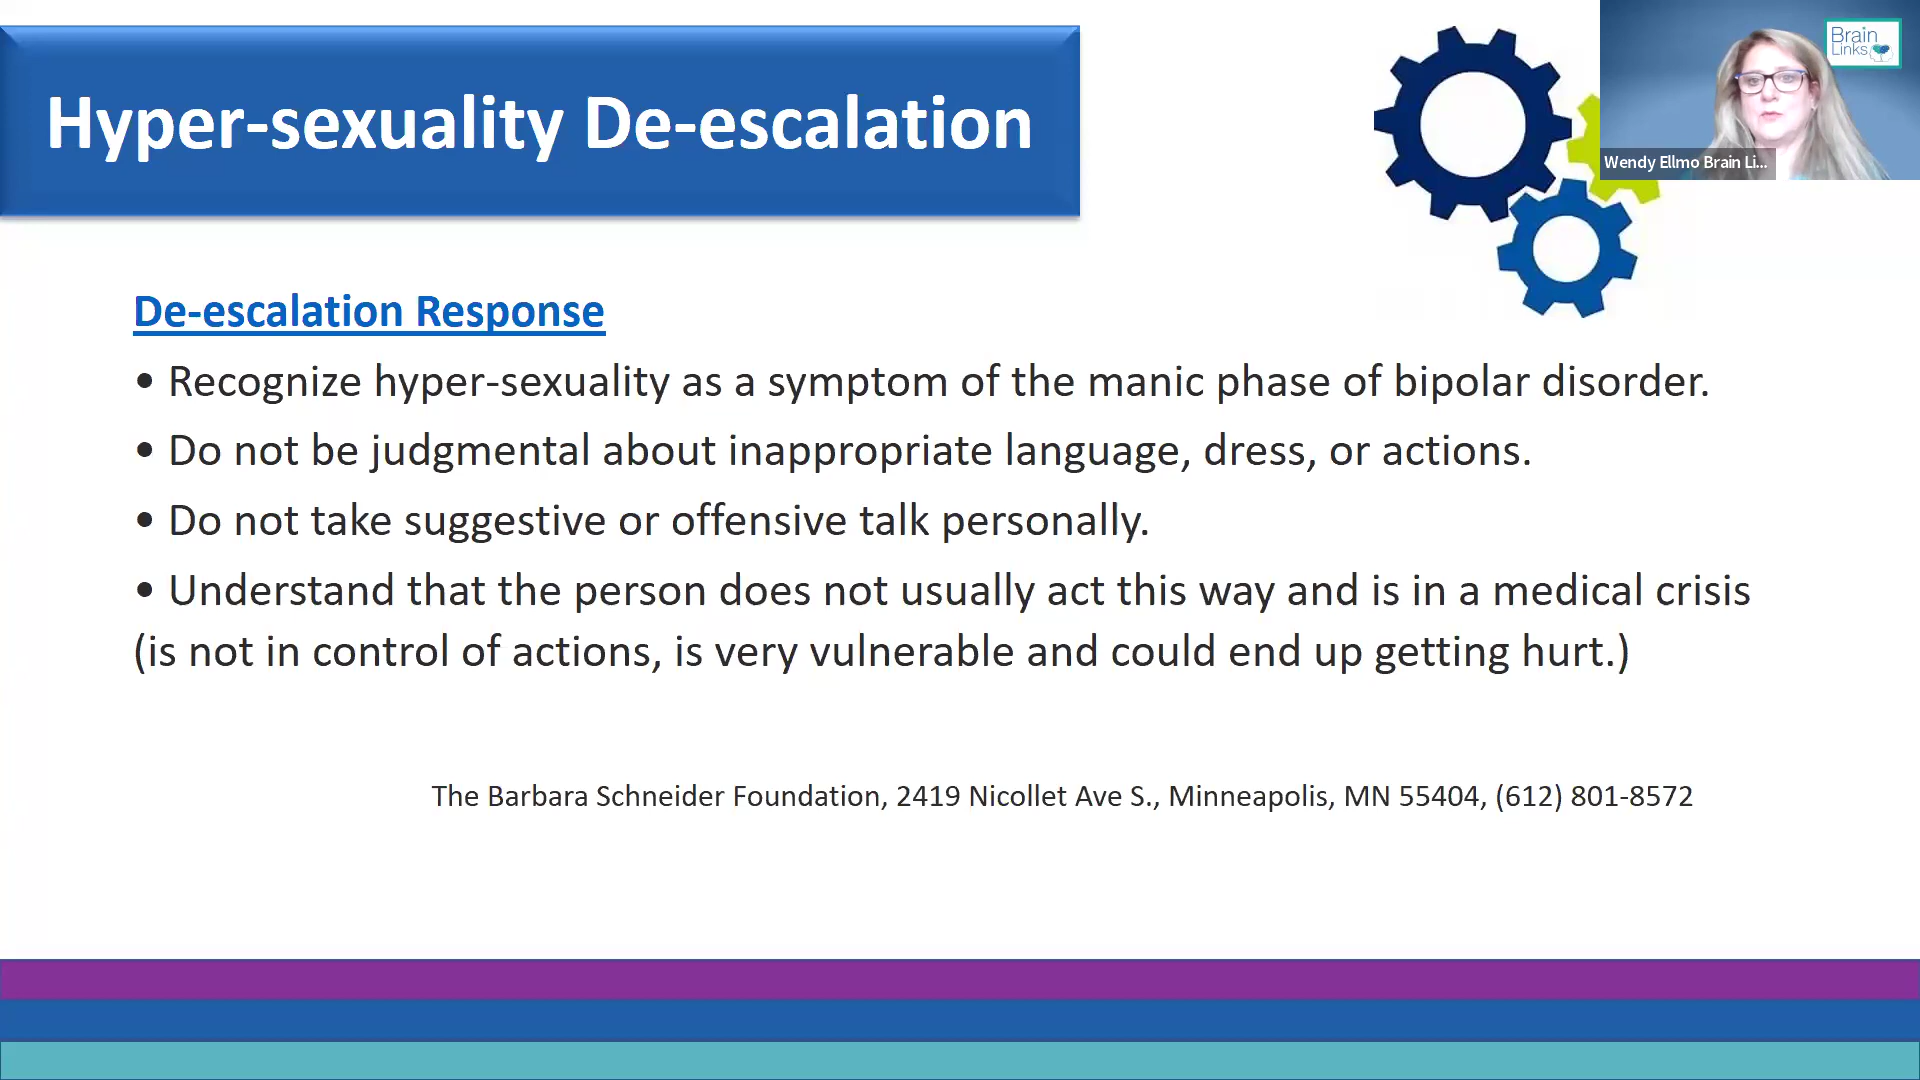 Hyper-sexuality De-escalation
Brain
Links
Wendy Ellmo Brain Li...
De-escalation Response
• Recognize hyper-sexuality as a symptom of the manic phase of bipolar disorder.
• Do not be judgmental about inappropriate language, dress, or actions.
• Do not take suggestive or offensive talk personally.
• Understand that the person does not usually act this way and is in a medical crisis
(is not in control of actions, is very vulnerable and could end up getting hurt.)
The Barbara Schneider Foundation, 2419 Nicollet Ave S., Minneapolis, MN 55404, (612) 801-8572